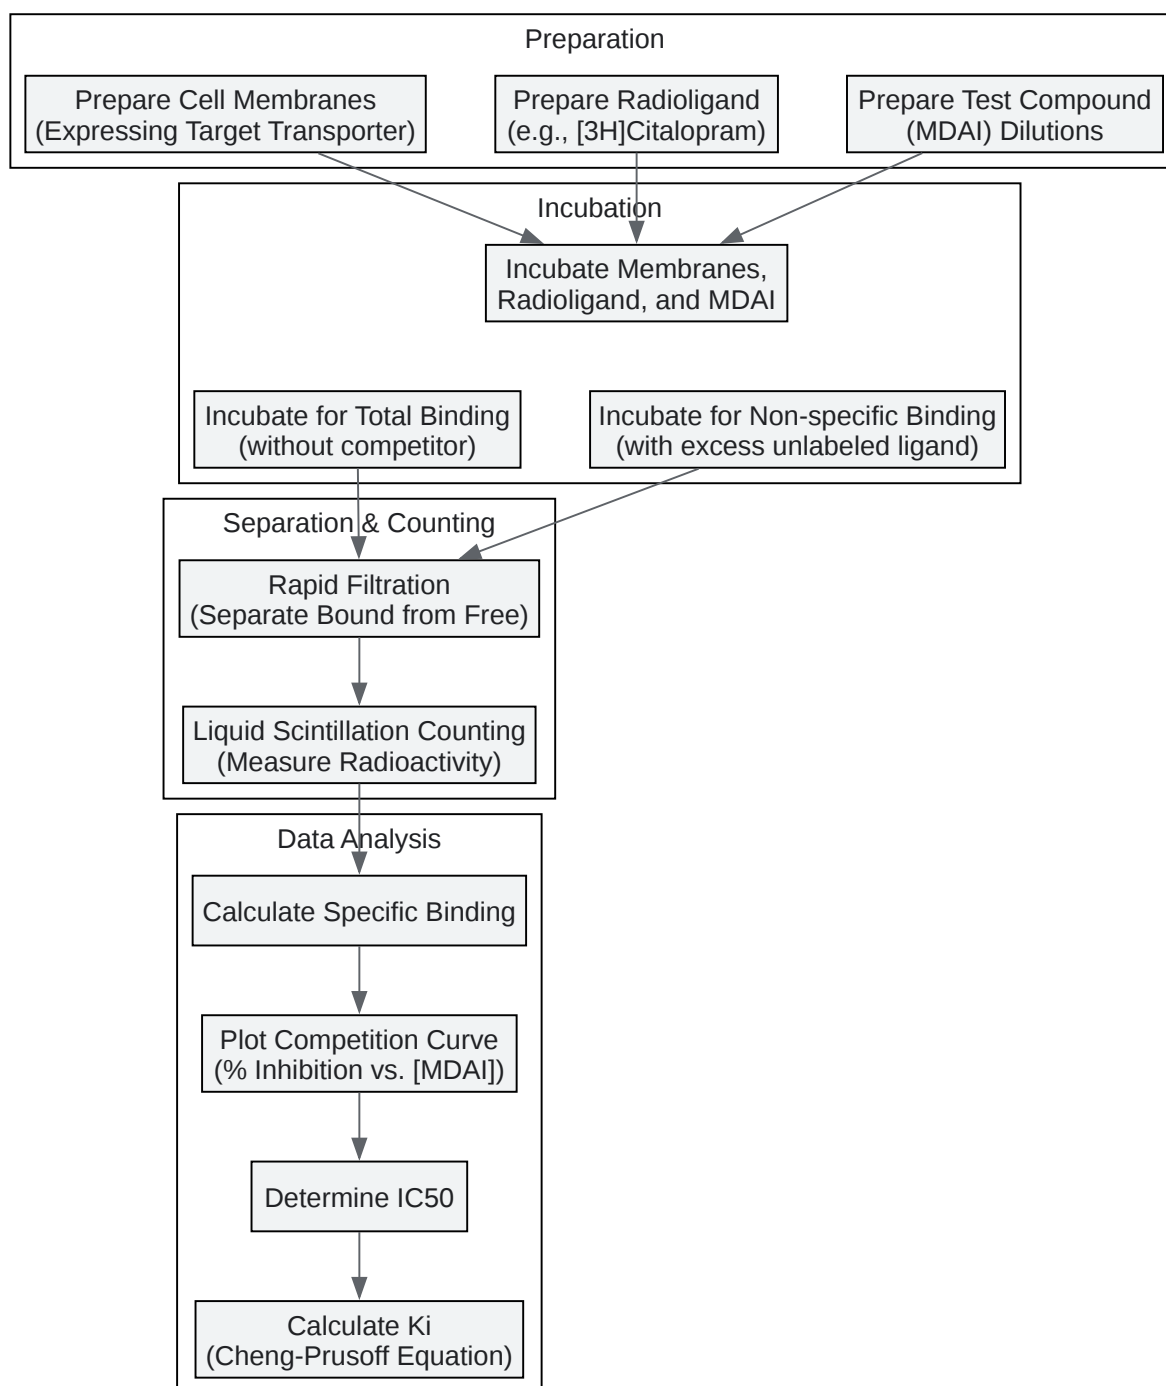 Preparation
Prepare Cell Membranes
(Expressing Target Transporter)
Prepare Radioligand
(e.g., [3H]Citalopram)
Prepare Test Compound
(MDAI) Dilutions
Incubation
Incubate Membranes,
Radioligand, and MDAI
Incubate for Total Binding
(without competitor)
Incubate for Non-specific Binding
(with excess unlabeled ligand)
Separation & Counting
Rapid Filtration
(Separate Bound from Free)
Liquid Scintillation Counting
(Measure Radioactivity)
Data Analysis
Calculate Specific Binding
Plot Competition Curve
(% Inhibition vs. [MDAI])
Determine IC50
Calculate Ki
(Cheng-Prusoff Equation)